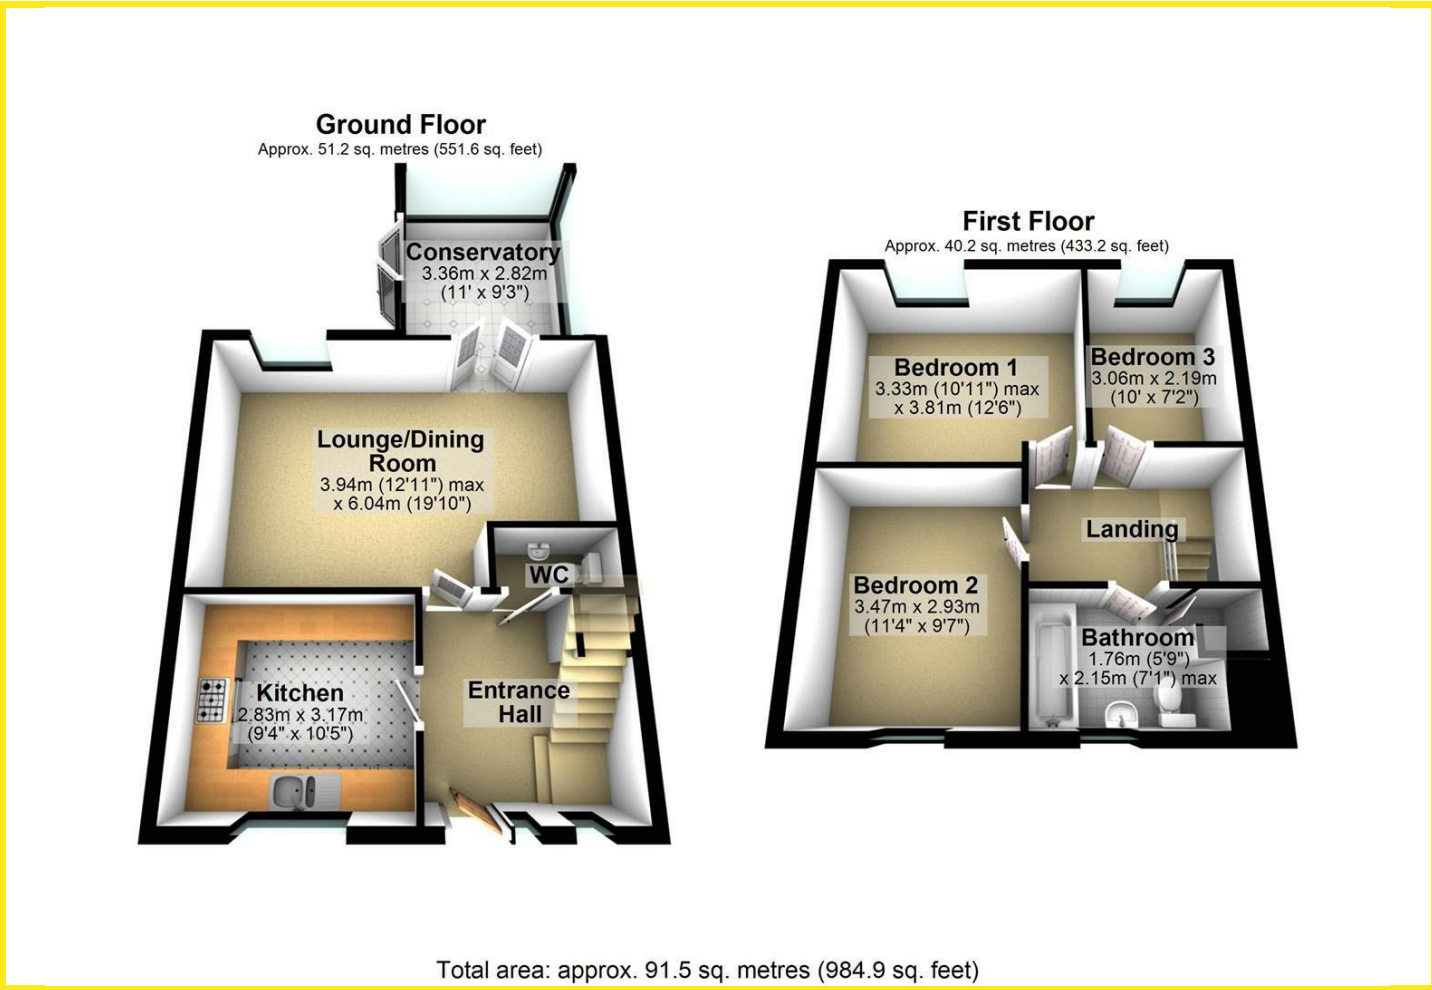 Ground Floor
Approx. 51.2 sq. metres (551.6 sq. feet)
Conservatory
3.36m x 2.82m
(11' x 9'3")
Lounge/Dining
Room
3.94m (12'11") max
x 6.04m (19'10")
WC
Kitchen
2.83m x 3.17m
(9'4" x 10'5")
Entrance
Hall
First Floor
Approx. 40.2 sq. metres (433.2 sq. feet)
Bedroom 1
3.33m (10'11") max
x 3.81m (12'6")
Bedroom 3
3.06m x 2.19m
(10' x 7'2")
Landing
Bedroom 2
3.47m x 2.93m
(11'4" x 9'7")
Bathroom
1.76m (5'9")
x 2.15m (7'1") max
Total area: approx. 91.5 sq. metres (984.9 sq. feet)